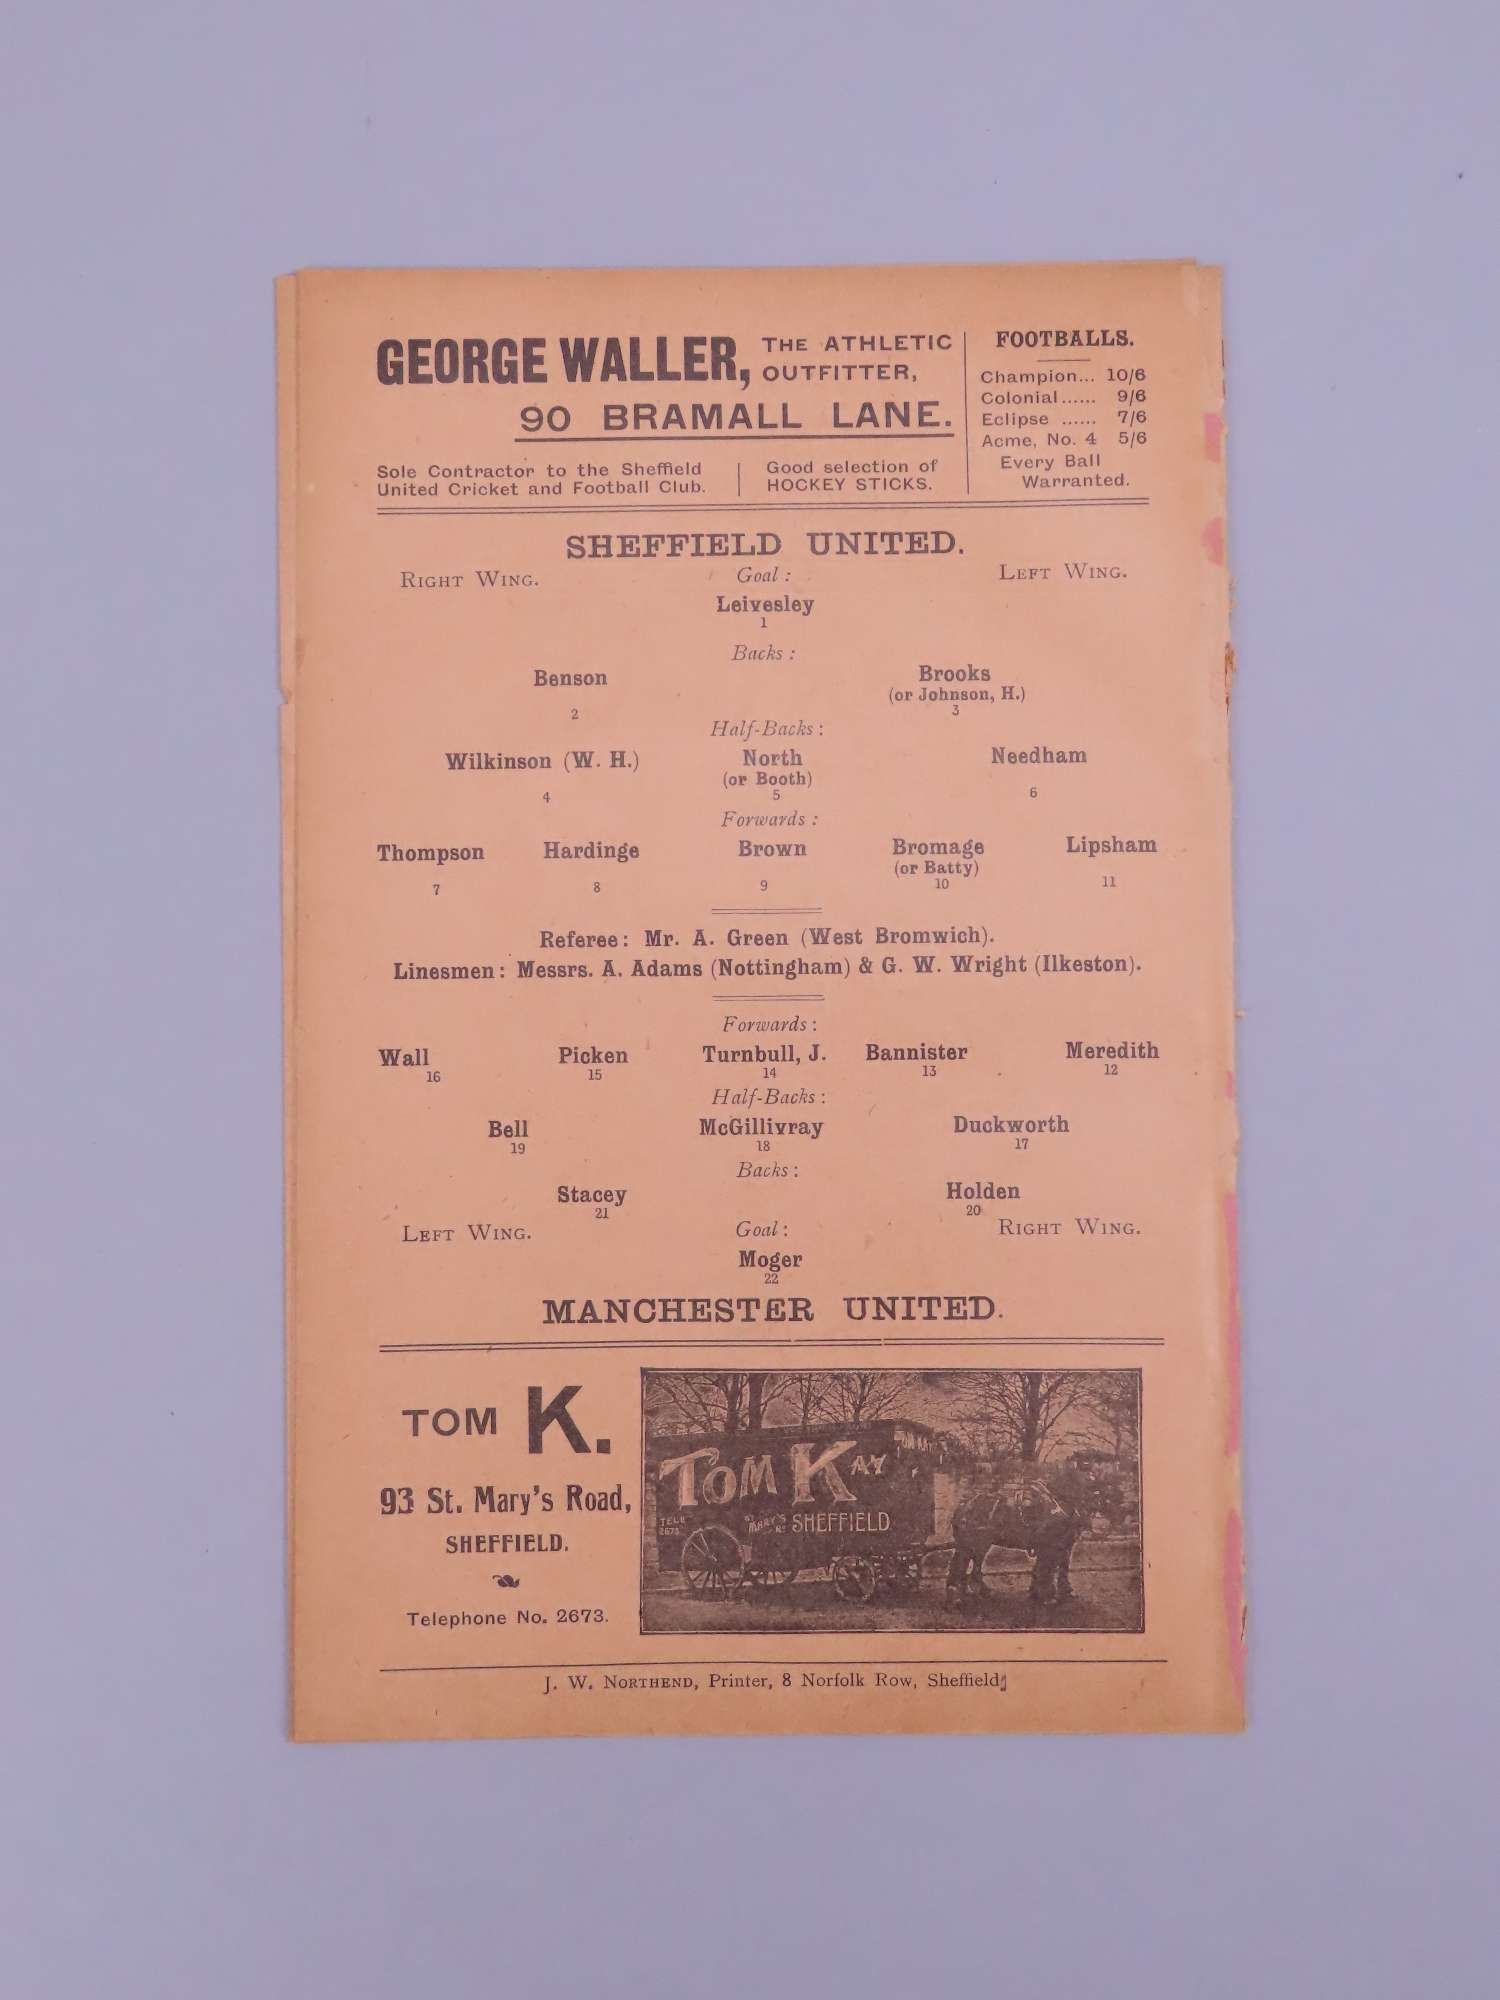 GEORGE WALLER, THE ATHLETIC
OUTFITTER,
90 BRAMALL LANE.
Sole Contractor to the Sheffield
United Cricket and Football Club.
Good selection of
HOCKEY STICKS.
FOOTBALLS.
Champion... 10/6
Colonial...... 9/6
Eclipse ...... 7/6
Acme, No. 4 5/6
Every Ball
Warranted.
SHEFFIELD UNITED.
RIGHT WING. Goal: LEFT WING.
Leivesley
1
Backs:
Benson Brooks
(or Johnson, H.)
2 3
Half-Backs:
Wilkinson (W. H.) North Needham
(or Booth)
4 5 6
Forwards:
Thompson Hardinge Brown Bromage Lipsham
(or Batty)
7 8 9 10 11
Referee: Mr. A. Green (West Bromwich).
Linesmen: Messrs. A. Adams (Nottingham) & G. W. Wright (Ilkeston).
Forwards:
Wall Picken Turnbull, J. Bannister Meredith
16 15 14 13 12
Half-Backs:
Bell McGillivray Duckworth
19 18 17
Backs:
Stacey Holden
21 20
LEFT WING. Goal: RIGHT WING.
Moger
22
MANCHESTER UNITED.
TOM K.
93 St. Mary's Road,
SHEFFIELD.
Telephone No. 2673.
TOM KAY
TOM KAY
TELE
2673
ST
MARY'S
RD
SHEFFIELD
J. W. NORTHEND, Printer, 8 Norfolk Row, Sheffield